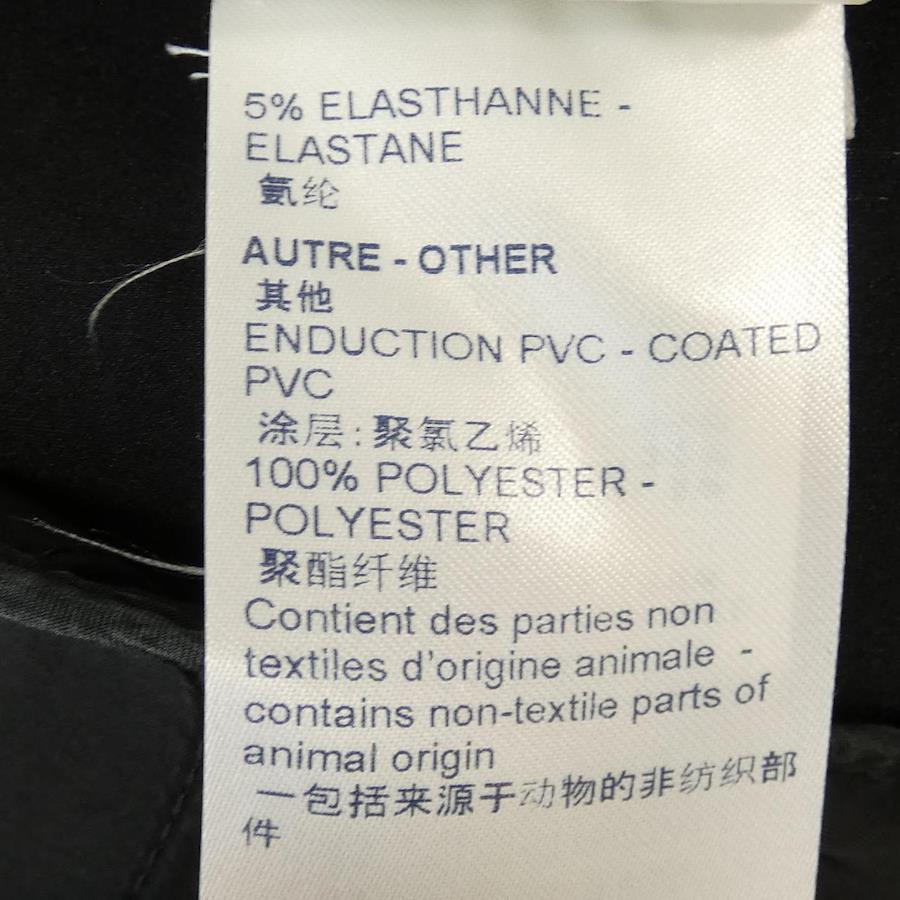 5% ELASTHANNE -
ELASTANE
氨纶
AUTRE - OTHER
其他
ENDUCTION PVC - COATED
PVC
涂层:聚氯乙烯
100% POLYESTER -
POLYESTER
聚酯纤维
Contient des parties non
textiles d'origine animale -
contains non-textile parts of
animal origin
一包括来源于动物的非纺织部
件